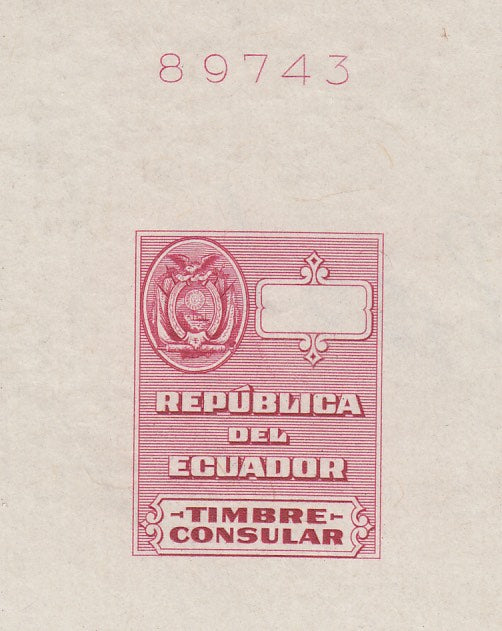 89743
REPÚBLICA
DEL
ECUADOR
TIMBRE
CONSULAR